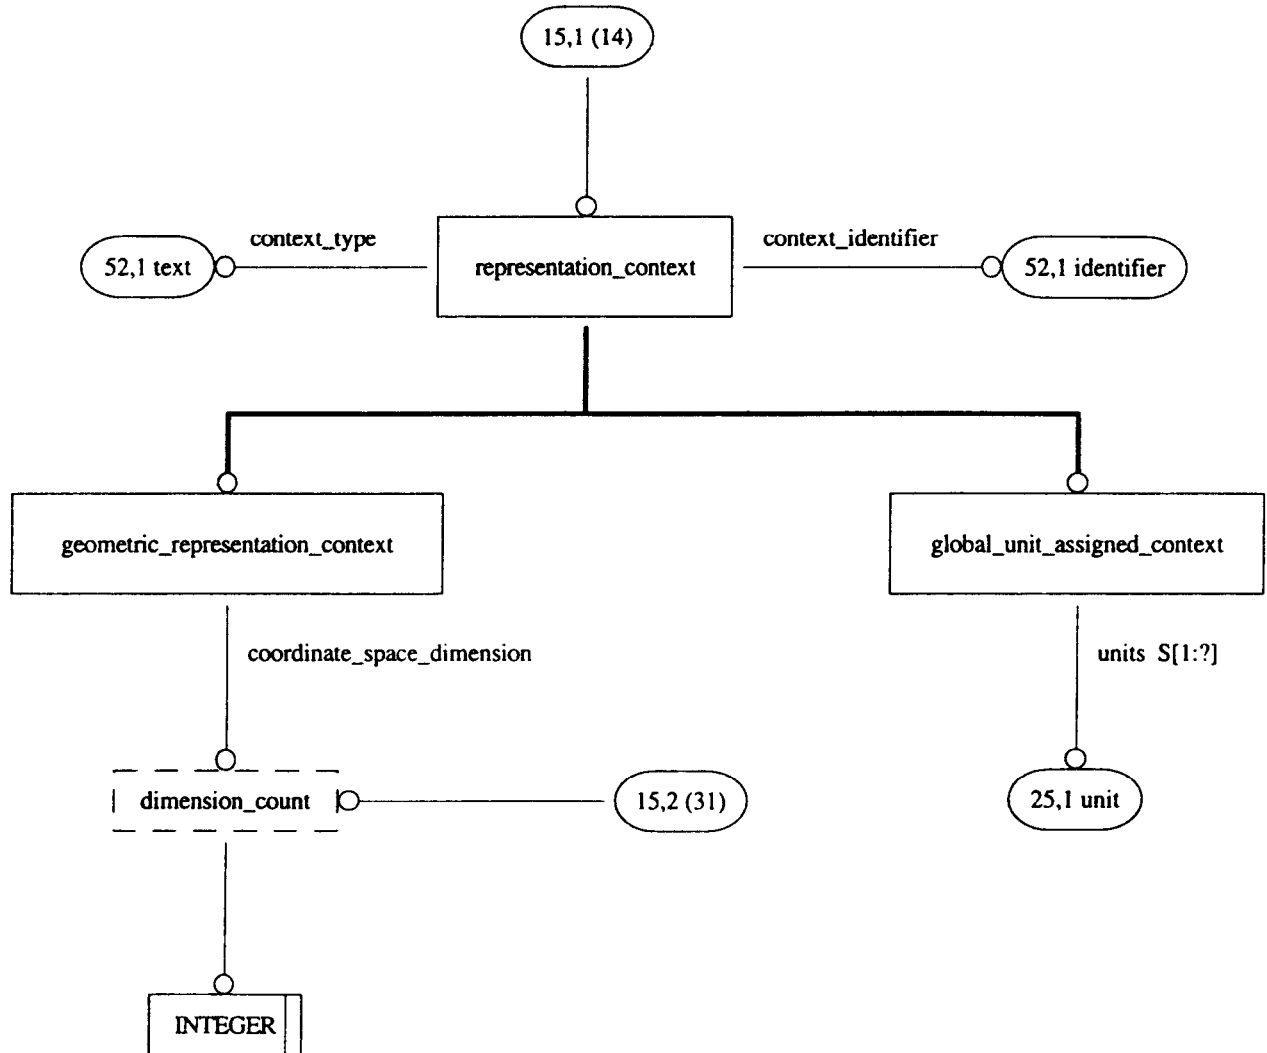 15,1 (14)
context_type
context_identifier
52,1 text
representation_context
52,1 identifier
geometric_representation_context
global_unit_assigned_context
coordinate_space_dimension
units S[1:?]
dimension_count
15,2 (31)
25,1 unit
INTEGER